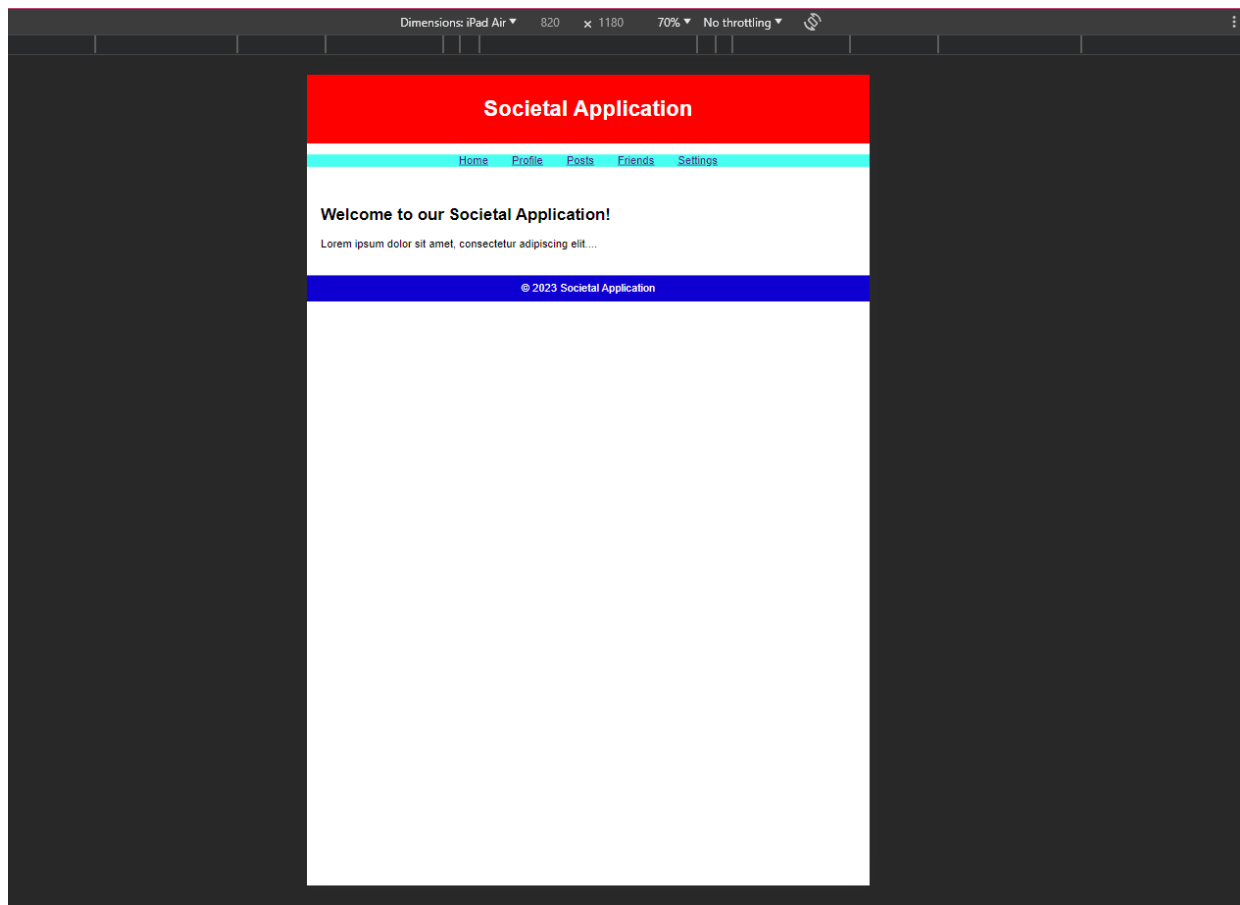 Dimensions: iPad Air ▼ 820 × 1180 70% ▼ No throttling ▼
Societal Application
Home Profile Posts Friends Settings
Welcome to our Societal Application!
Lorem ipsum dolor sit amet, consectetur adipiscing elit....
© 2023 Societal Application